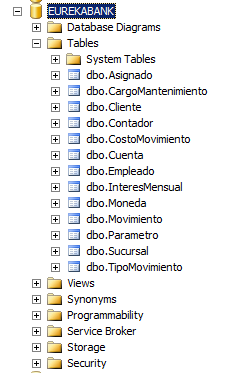 EUREKABANK
Database Diagrams
Tables
System Tables
dbo.Asignado
dbo.CargoMantenimiento
dbo.Cliente
dbo.Contador
dbo.CostoMovimiento
dbo.Cuenta
dbo.Empleado
dbo.InteresMensual
dbo.Moneda
dbo.Movimiento
dbo.Parametro
dbo.Sucursal
dbo.TipoMovimiento
Views
Synonyms
Programmability
Service Broker
Storage
Security